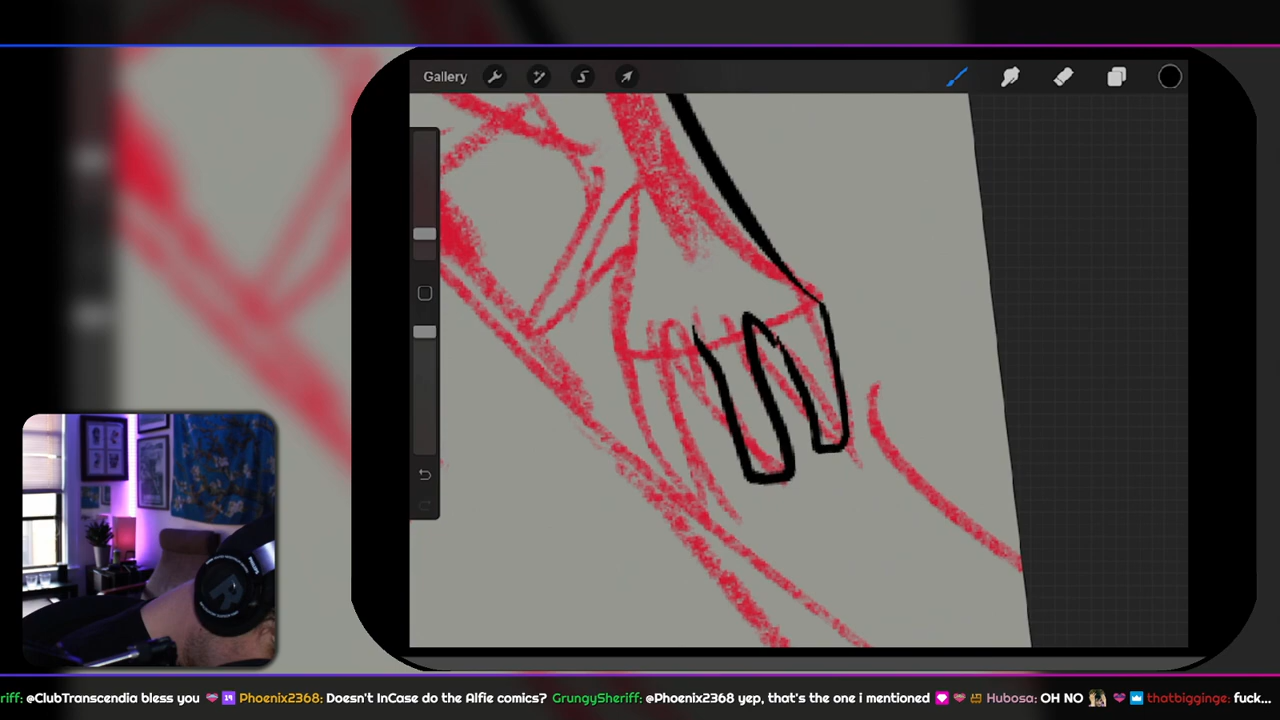 Gallery
R
riff: @ClubTranscendia bless you 19 Phoenix2368: Doesn't InCase do the Alfie comics? GrungySheriff: @Phoenix2368 yep, that's the one i mentioned Hubosa: OH NO thatbigginge: fuck...